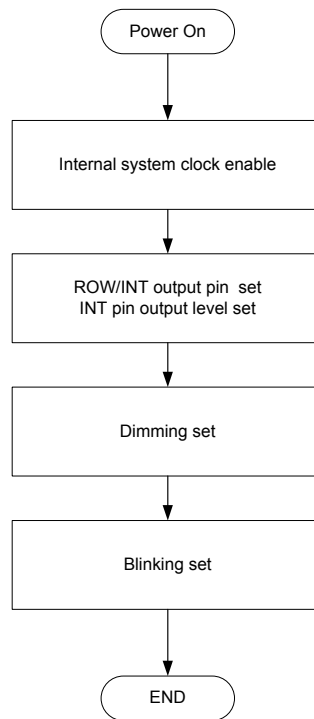 Power On
Internal system clock enable
ROW/INT output pin set
INT pin output level set
Dimming set
Blinking set
END